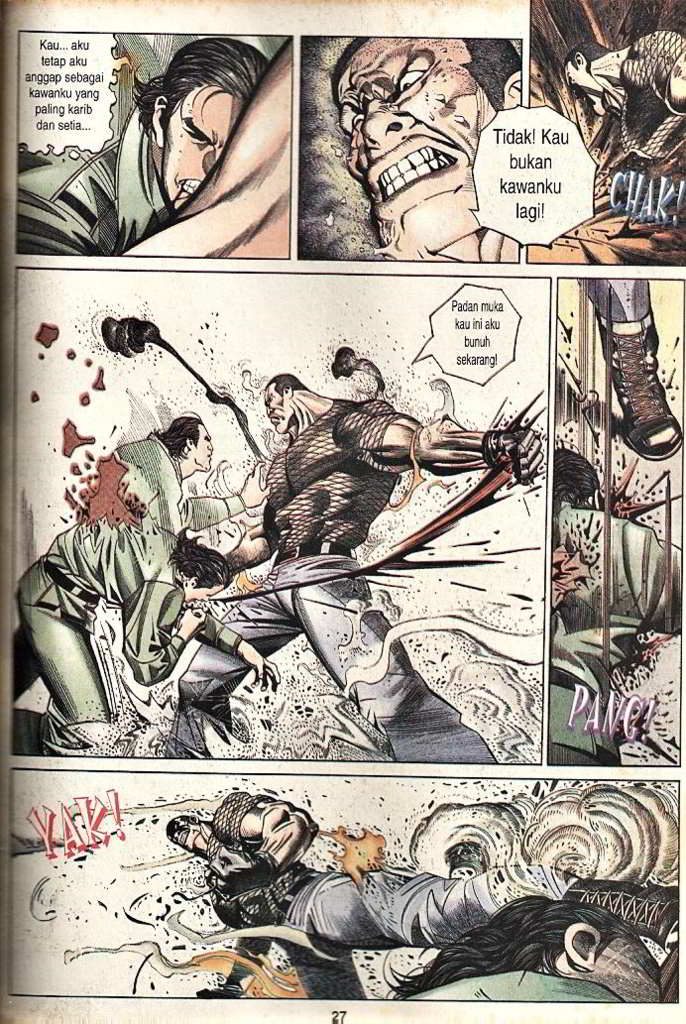 Kau... aku
tetap aku
anggap sebagai
kawanku yang
paling karib
dan setia...
Tidak! Kau
bukan
kawanku
lagi!
CHAK!
Padan muka
kau ini aku
bunuh
sekarang!
PANG!
YAK!
27